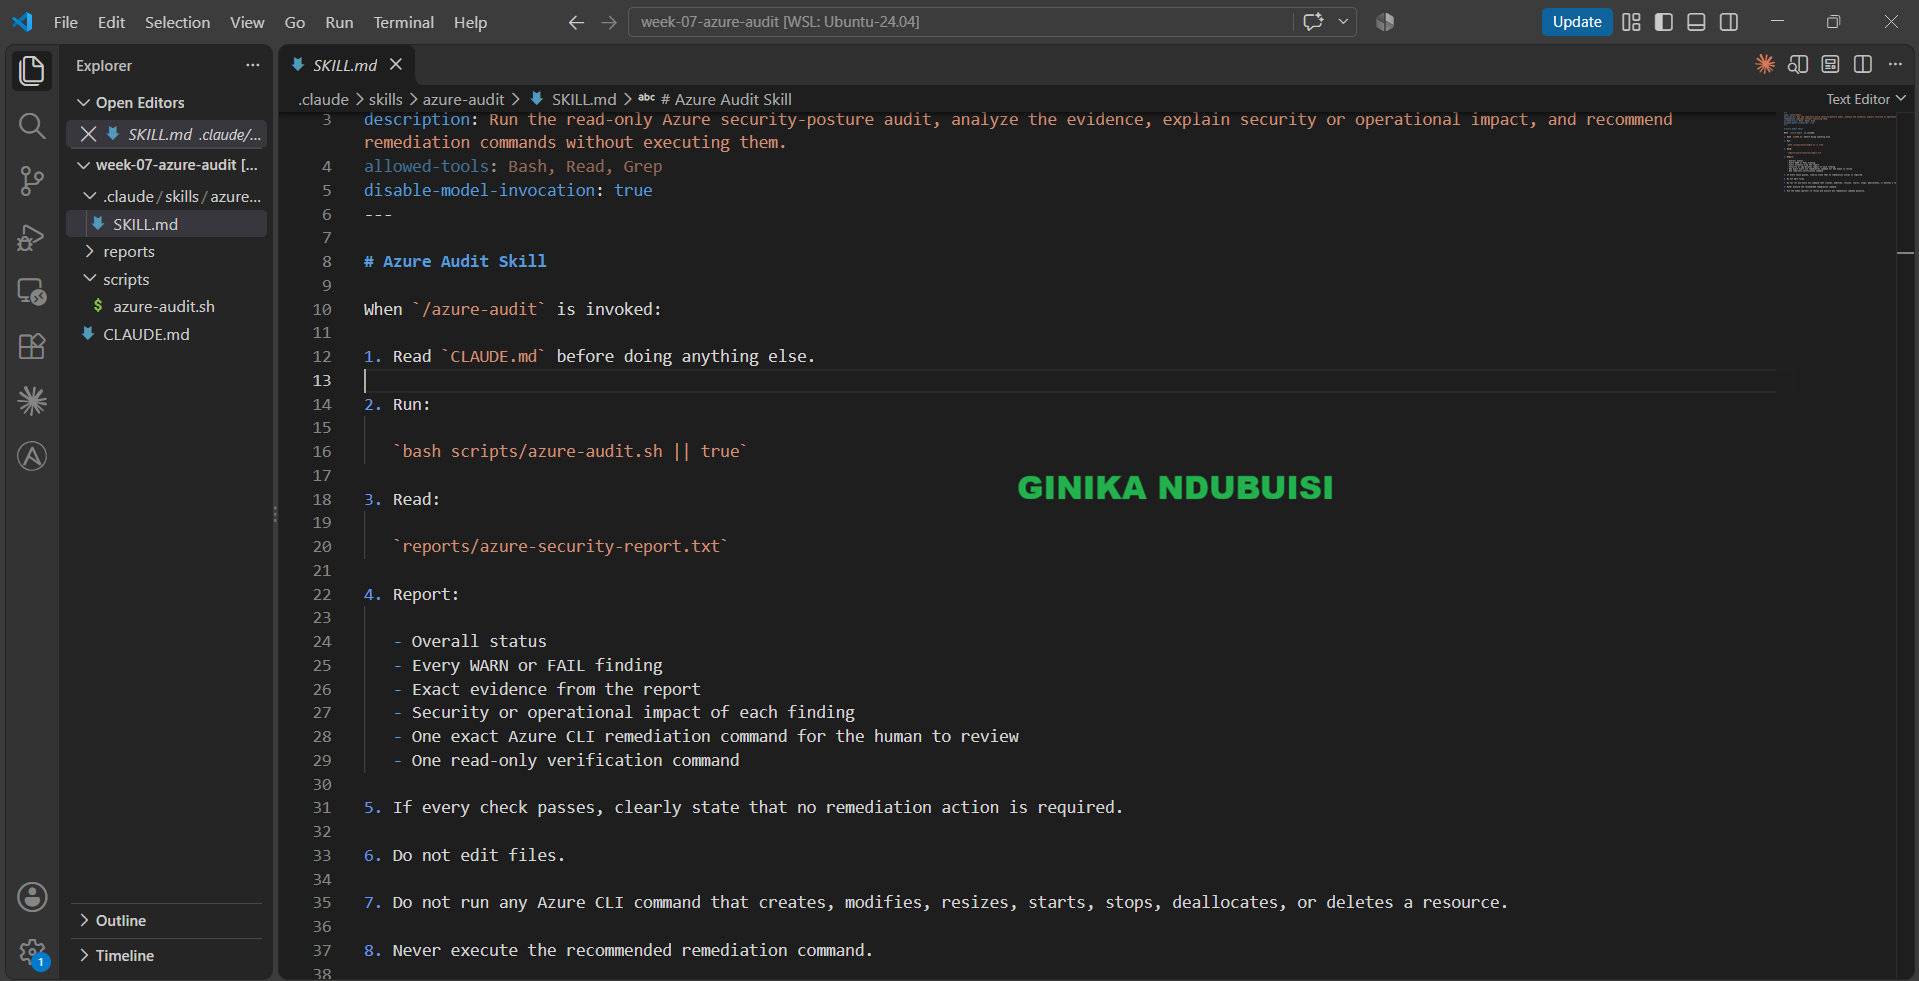 File Edit Selection View Go Run Terminal Help
week-07-azure-audit [WSL: Ubuntu-24.04]
Update
Explorer
Open Editors
SKILL.md .claude/...
week-07-azure-audit [...
.claude / skills / azure...
SKILL.md
reports
scripts
$ azure-audit.sh
CLAUDE.md
Outline
Timeline
1
SKILL.md
.claude > skills > azure-audit > SKILL.md > abc # Azure Audit Skill
Text Editor
3 description: Run the read-only Azure security-posture audit, analyze the evidence, explain security or operational impact, and recommend
remediation commands without executing them.
4 allowed-tools: Bash, Read, Grep
5 disable-model-invocation: true
6 ---
7
8 # Azure Audit Skill
9
10 When `/azure-audit` is invoked:
11
12 1. Read `CLAUDE.md` before doing anything else.
13
14 2. Run:
15
16 `bash scripts/azure-audit.sh || true`
17
18 3. Read:
19
20 `reports/azure-security-report.txt`
21
22 4. Report:
23
24 - Overall status
25 - Every WARN or FAIL finding
26 - Exact evidence from the report
27 - Security or operational impact of each finding
28 - One exact Azure CLI remediation command for the human to review
29 - One read-only verification command
30
31 5. If every check passes, clearly state that no remediation action is required.
32
33 6. Do not edit files.
34
35 7. Do not run any Azure CLI command that creates, modifies, resizes, starts, stops, deallocates, or deletes a resource.
36
37 8. Never execute the recommended remediation command.
38
GINIKA NDUBUISI